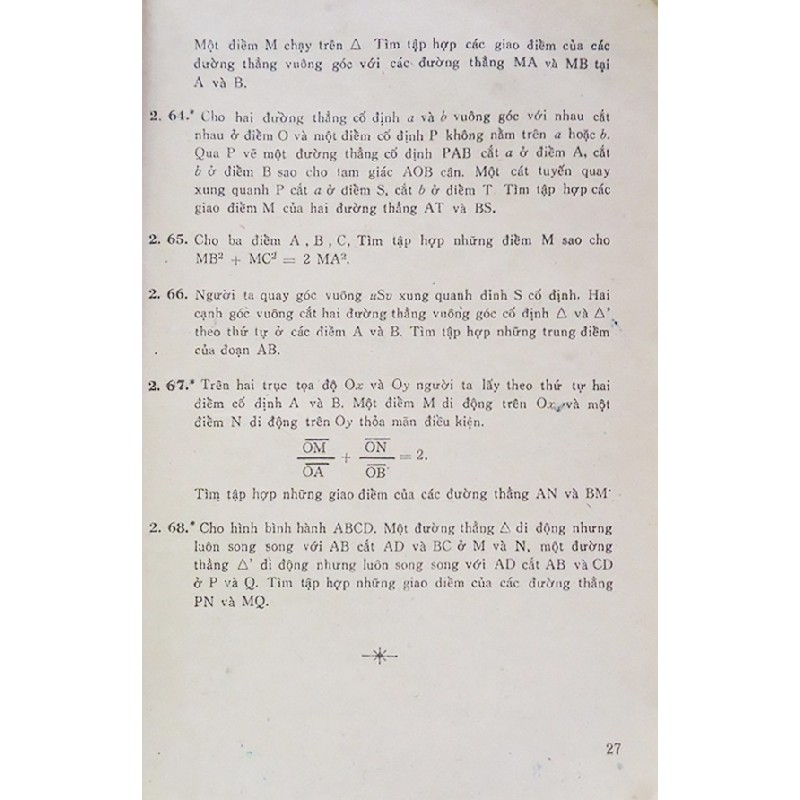 Một điểm M chạy trên △ Tìm tập hợp các giao điểm của các
đường thẳng vuông góc với các đường thẳng MA và MB tại
A và B.
2. 64.* Cho hai đường thẳng cố định a và b vuông góc với nhau cắt
nhau ở điểm O và một điểm cố định P không nằm trên a hoặc b.
Qua P vẽ một đường thẳng cố định PAB cắt a ở điểm A, cắt
b ở điểm B sao cho tam giác AOB cân. Một cát tuyến quay
xung quanh P cắt a ở điểm S, cắt b ở điểm T. Tìm tập hợp các
giao điểm M của hai đường thẳng AT và BS.
2. 65. Cho ba điểm A , B , C, Tìm tập hợp những điểm M sao cho
MB² + MC² = 2 MA².
2. 66. Người ta quay góc vuông uSv xung quanh đỉnh S cố định. Hai
cạnh góc vuông cắt hai đường thẳng vuông góc cố định △ và △'
theo thứ tự ở các điểm A và B. Tìm tập hợp những trung điểm
của đoạn AB.
2. 67.* Trên hai trục tọa độ Ox và Oy người ta lấy theo thứ tự hai
điểm cố định A và B. Một điểm M di động trên Ox, và một
điểm N di động trên Oy thỏa mãn điều kiện.
$\frac{\overline{OM}}{\overline{OA}} + \frac{\overline{ON}}{\overline{OB}} = 2.$
Tìm tập hợp những giao điểm của các đường thẳng AN và BM
2. 68.* Cho hình bình hành ABCD. Một đường thẳng △ di động nhưng
luôn song song với AB cắt AD và BC ở M và N, một đường
thẳng △' di động nhưng luôn song song với AD cắt AB và CD
ở P và Q. Tìm tập hợp những giao điểm của các đường thẳng
PN và MQ.
27